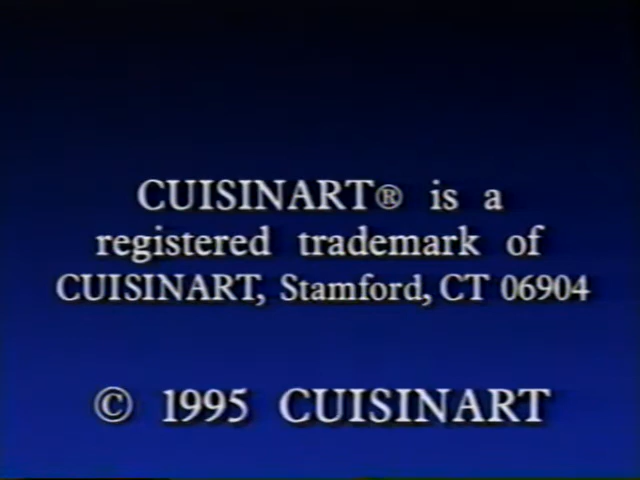 CUISINART® is a
registered trademark of
CUISINART, Stamford, CT 06904
© 1995 CUISINART